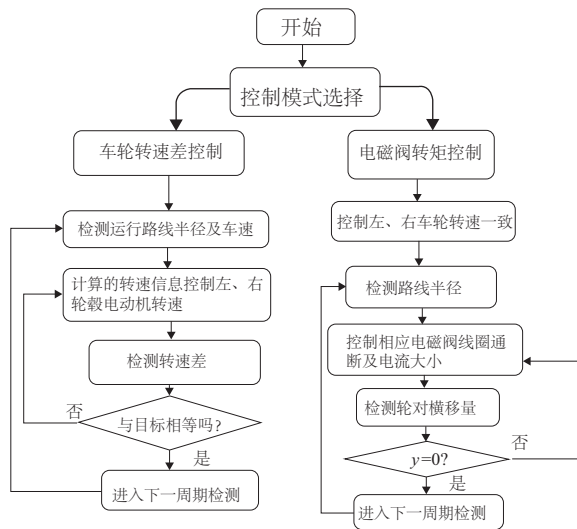 开始
控制模式选择
车轮转速差控制
检测运行路线半径及车速
计算的转速信息控制左、右
轮毂电动机转速
检测转速差
与目标相等吗?
否
是
进入下一周期检测
电磁阀转矩控制
控制左、右车轮转速一致
检测路线半径
控制相应电磁阀线圈通
断及电流大小
检测轮对横移量
y=0?
否
是
进入下一周期检测